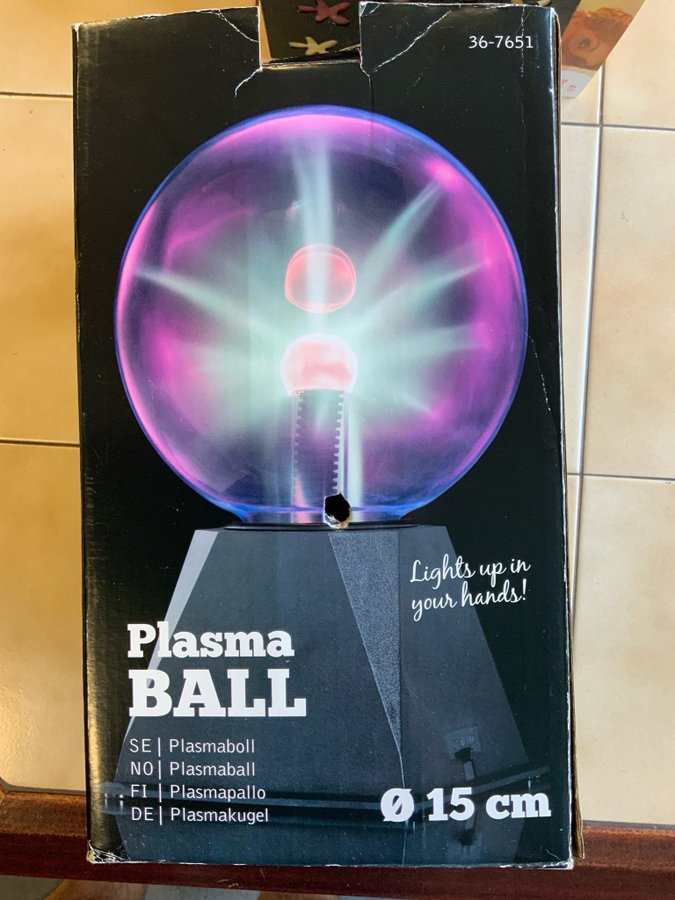 36-7651
Lights up in
your hands!
Plasma
BALL
SE | Plasmaboll
NO | Plasmaball
FI | Plasmapallo
DE | Plasmakugel
Ø 15 cm